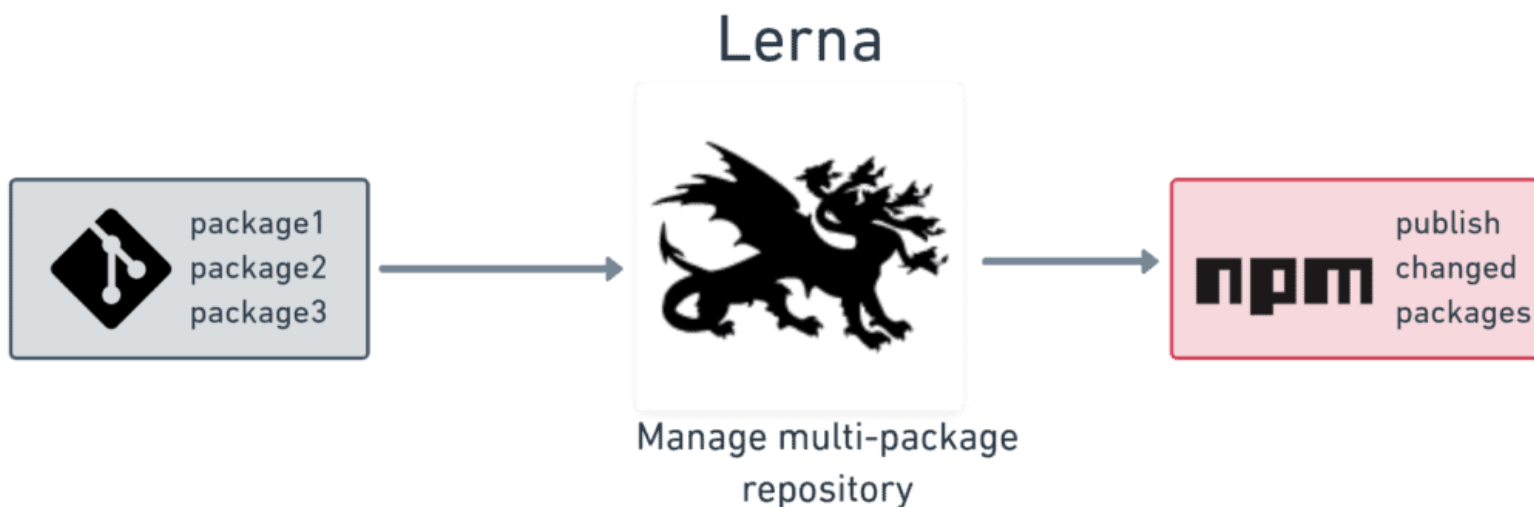 Lerna
package1
package2
package3
Manage multi-package
repository
npm
publish
changed
packages